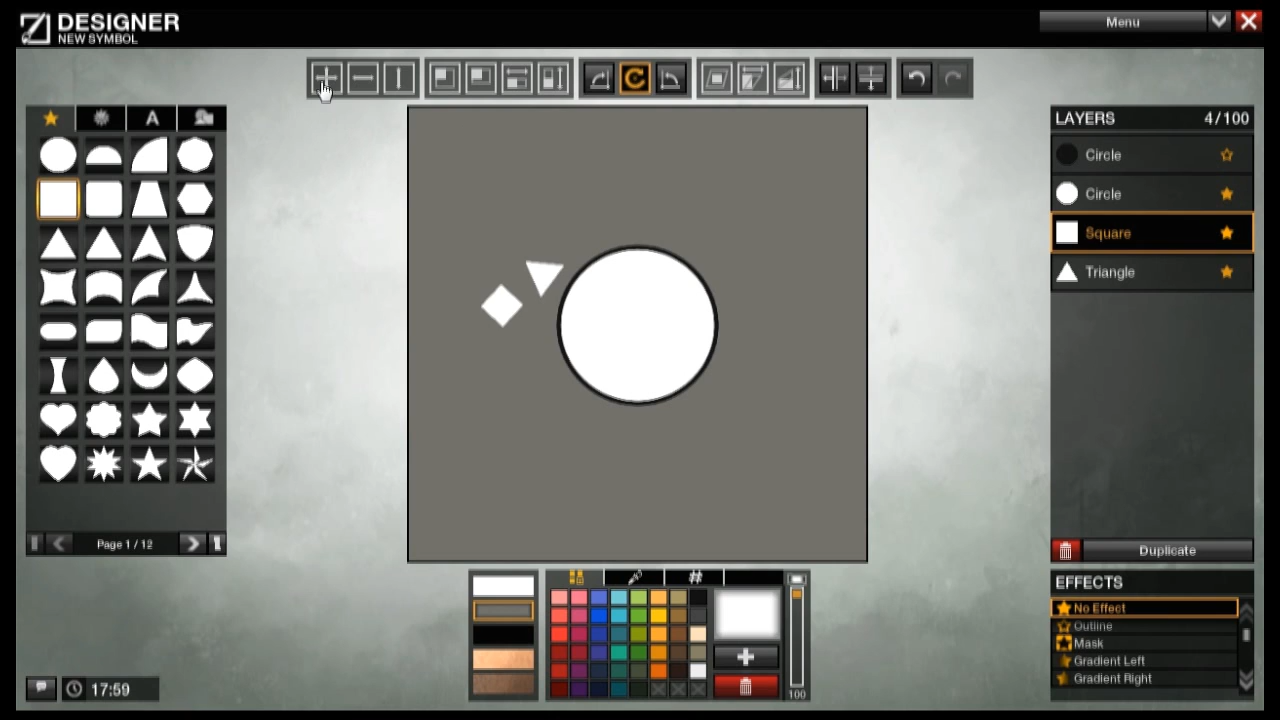 DESIGNER
NEW SYMBOL
Menu
A
LAYERS 4/100
Circle
Circle
Square
Triangle
Page 1 / 12
Duplicate
EFFECTS
No Effect
Outline
Mask
Gradient Left
Gradient Right
#
100
17:59